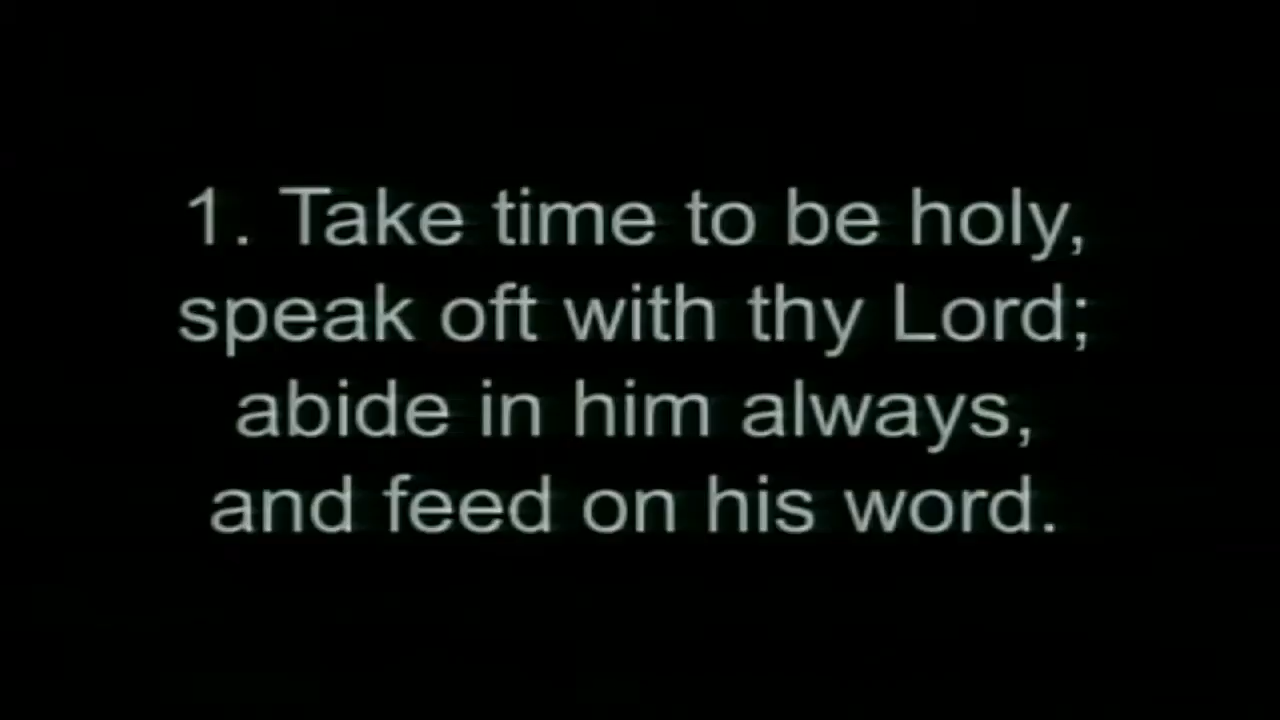 1. Take time to be holy,
speak oft with thy Lord;
abide in him always,
and feed on his word.